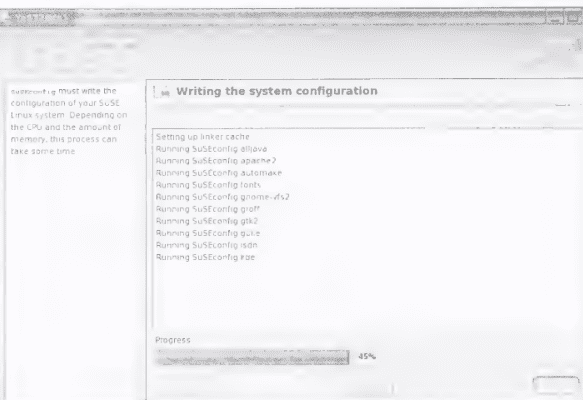 SuSEconfig must write the
configuration of your SUSE
Linux system. Depending on
the CPU and the amount of
memory, this process can
take some time.
Writing the system configuration
Setting up linker cache
Running SuSEconfig alljava
Running SuSEconfig apache2
Running SuSEconfig automake
Running SuSEconfig fonts
Running SuSEconfig gnome-vfs2
Running SuSEconfig groff
Running SuSEconfig gtk2
Running SuSEconfig guile
Running SuSEconfig isdn
Running SuSEconfig
Progress
45%